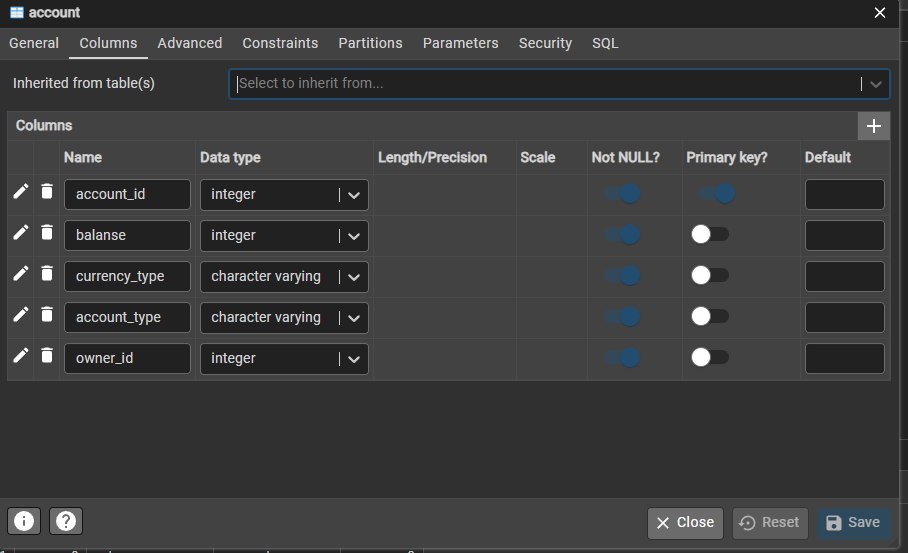 account
General Columns Advanced Constraints Partitions Parameters Security SQL
Inherited from table(s) Select to inherit from...
Columns
Name Data type Length/Precision Scale Not NULL? Primary key? Default
account_id integer
balanse integer
currency_type character varying
account_type character varying
owner_id integer
Close Reset Save